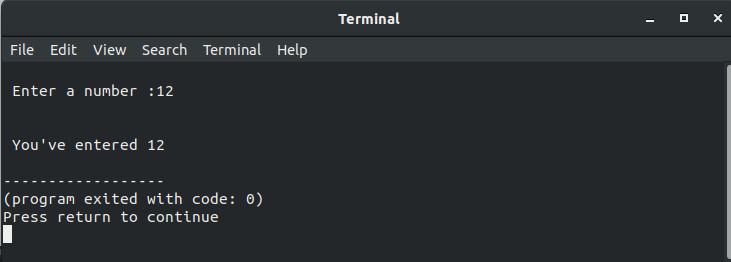 Terminal
File Edit View Search Terminal Help
Enter a number :12
You've entered 12
------------------
(program exited with code: 0)
Press return to continue